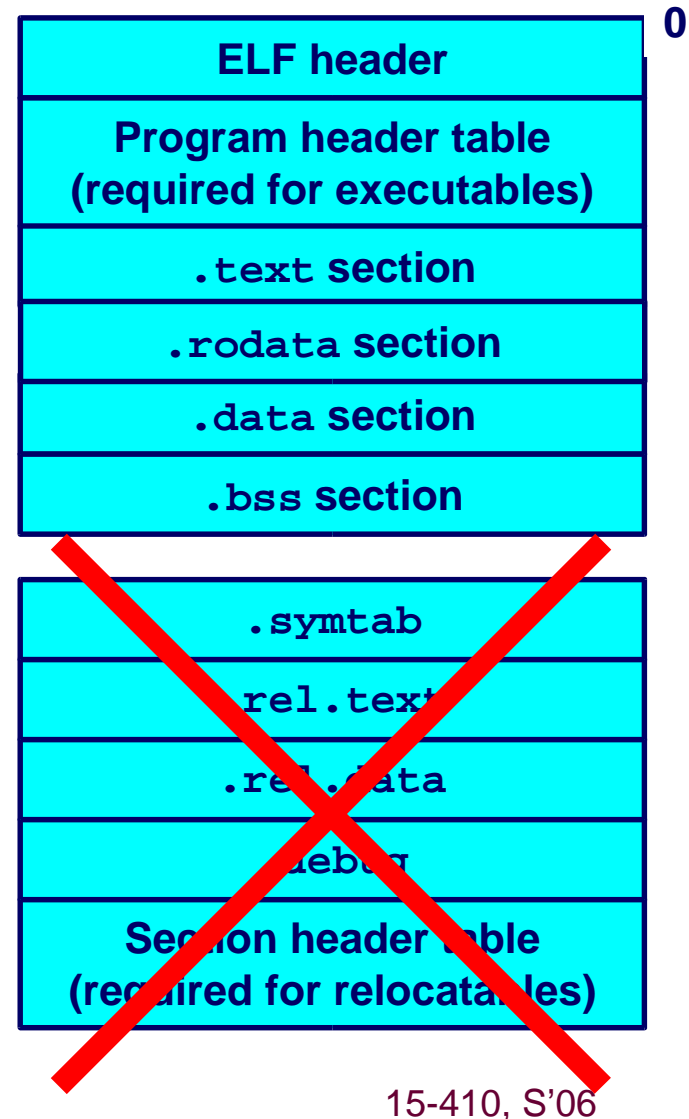 0
ELF header
Program header table
(required for executables)
.text section
.rodata section
.data section
.bss section
.symtab
rel.text
.rel.data
debug
Section header table
(required for relocatables)
15-410, S'06